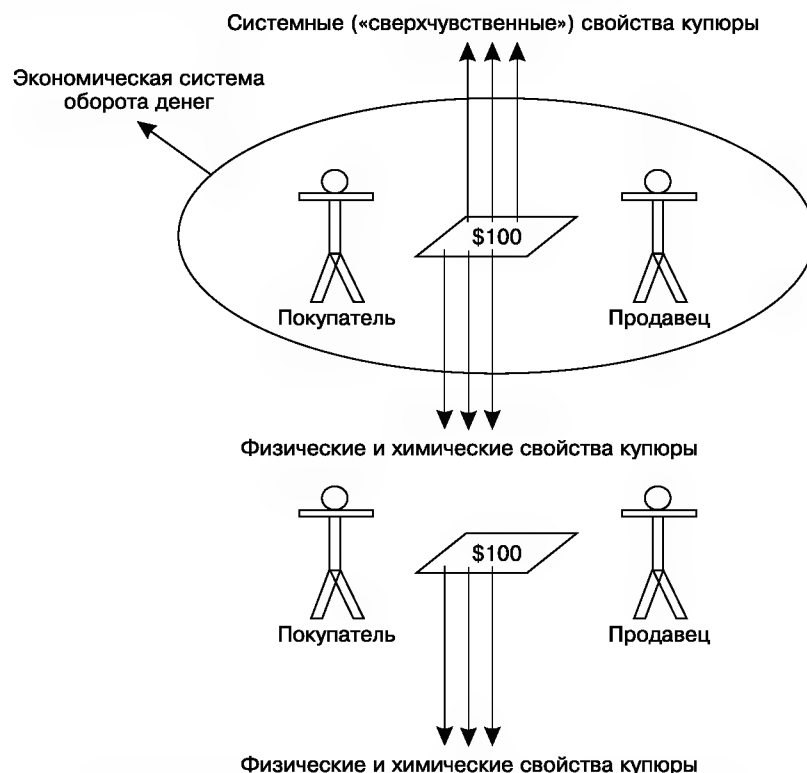 Системные («сверхчувственные») свойства купюры
Экономическая система
оборота денег
$100
Покупатель
Продавец
Физические и химические свойства купюры
$100
Покупатель
Продавец
Физические и химические свойства купюры